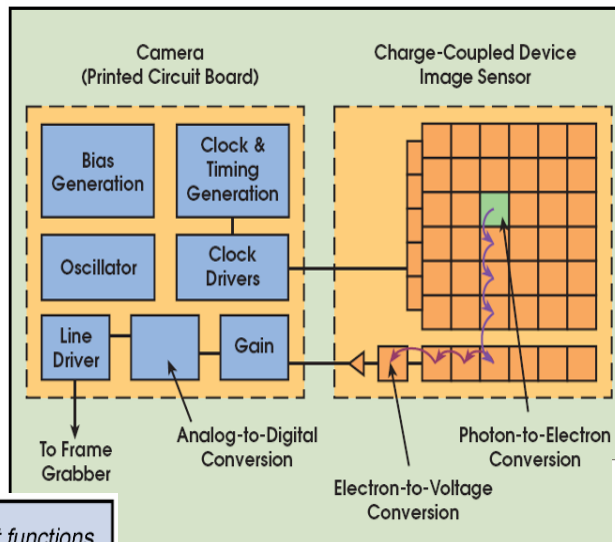 Camera
(Printed Circuit Board)
Charge-Coupled Device
Image Sensor
Bias
Generation
Clock &
Timing
Generation
Oscillator
Clock
Drivers
Line
Driver
Gain
To Frame
Grabber
Analog-to-Digital
Conversion
Electron-to-Voltage
Conversion
Photon-to-Electron
Conversion
functions